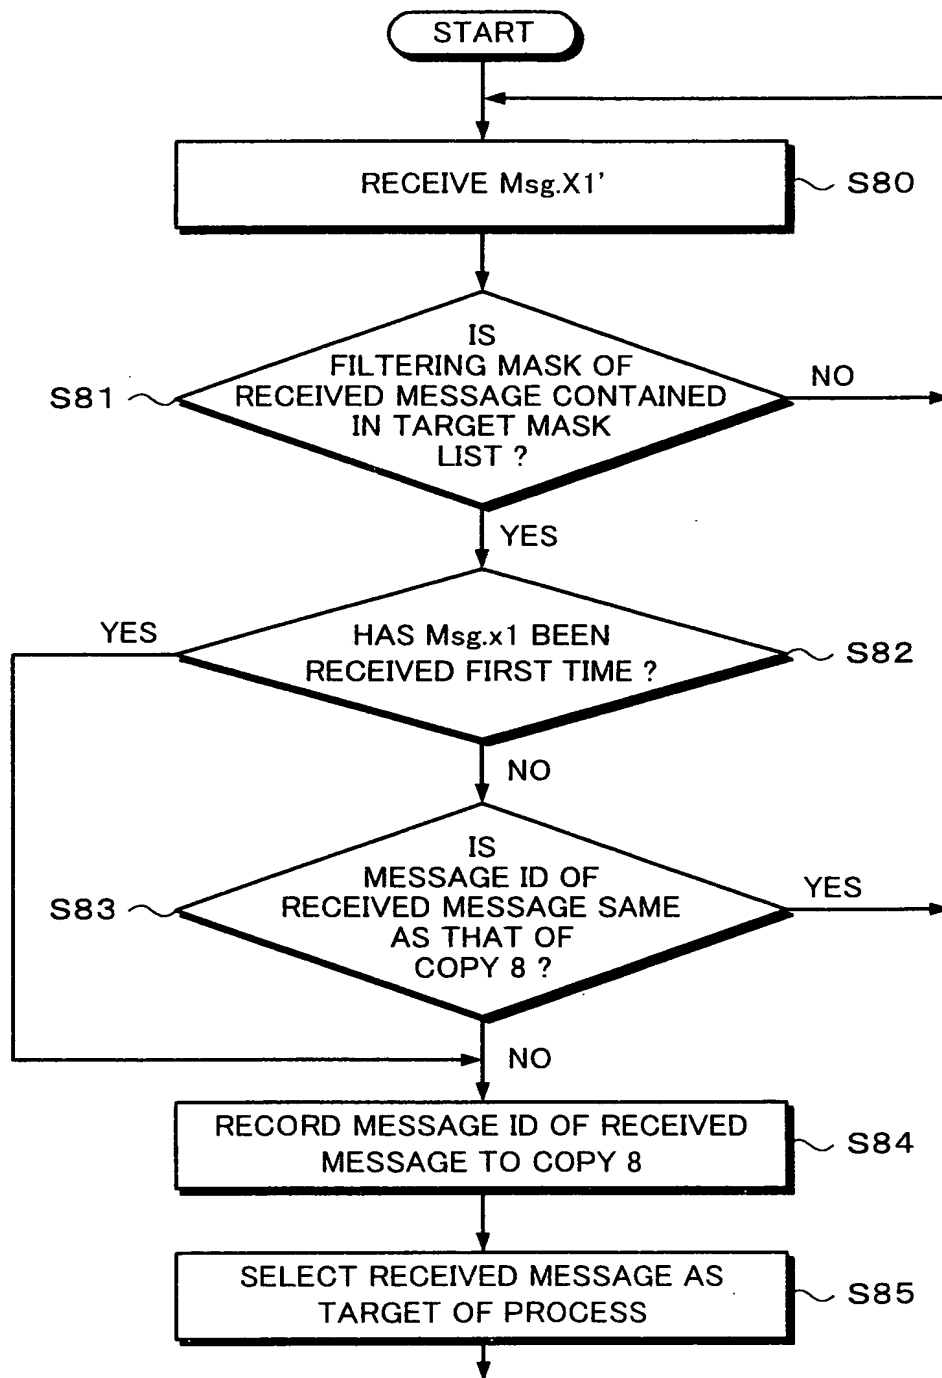 START
RECEIVE Msg.X1'
S80
IS
FILTERING MASK OF
RECEIVED MESSAGE CONTAINED
IN TARGET MASK
LIST ?
S81
NO
YES
HAS Msg.x1 BEEN
RECEIVED FIRST TIME ?
YES
S82
NO
IS
MESSAGE ID OF
RECEIVED MESSAGE SAME
AS THAT OF
COPY 8 ?
S83
YES
NO
RECORD MESSAGE ID OF RECEIVED
MESSAGE TO COPY 8
S84
SELECT RECEIVED MESSAGE AS
TARGET OF PROCESS
S85